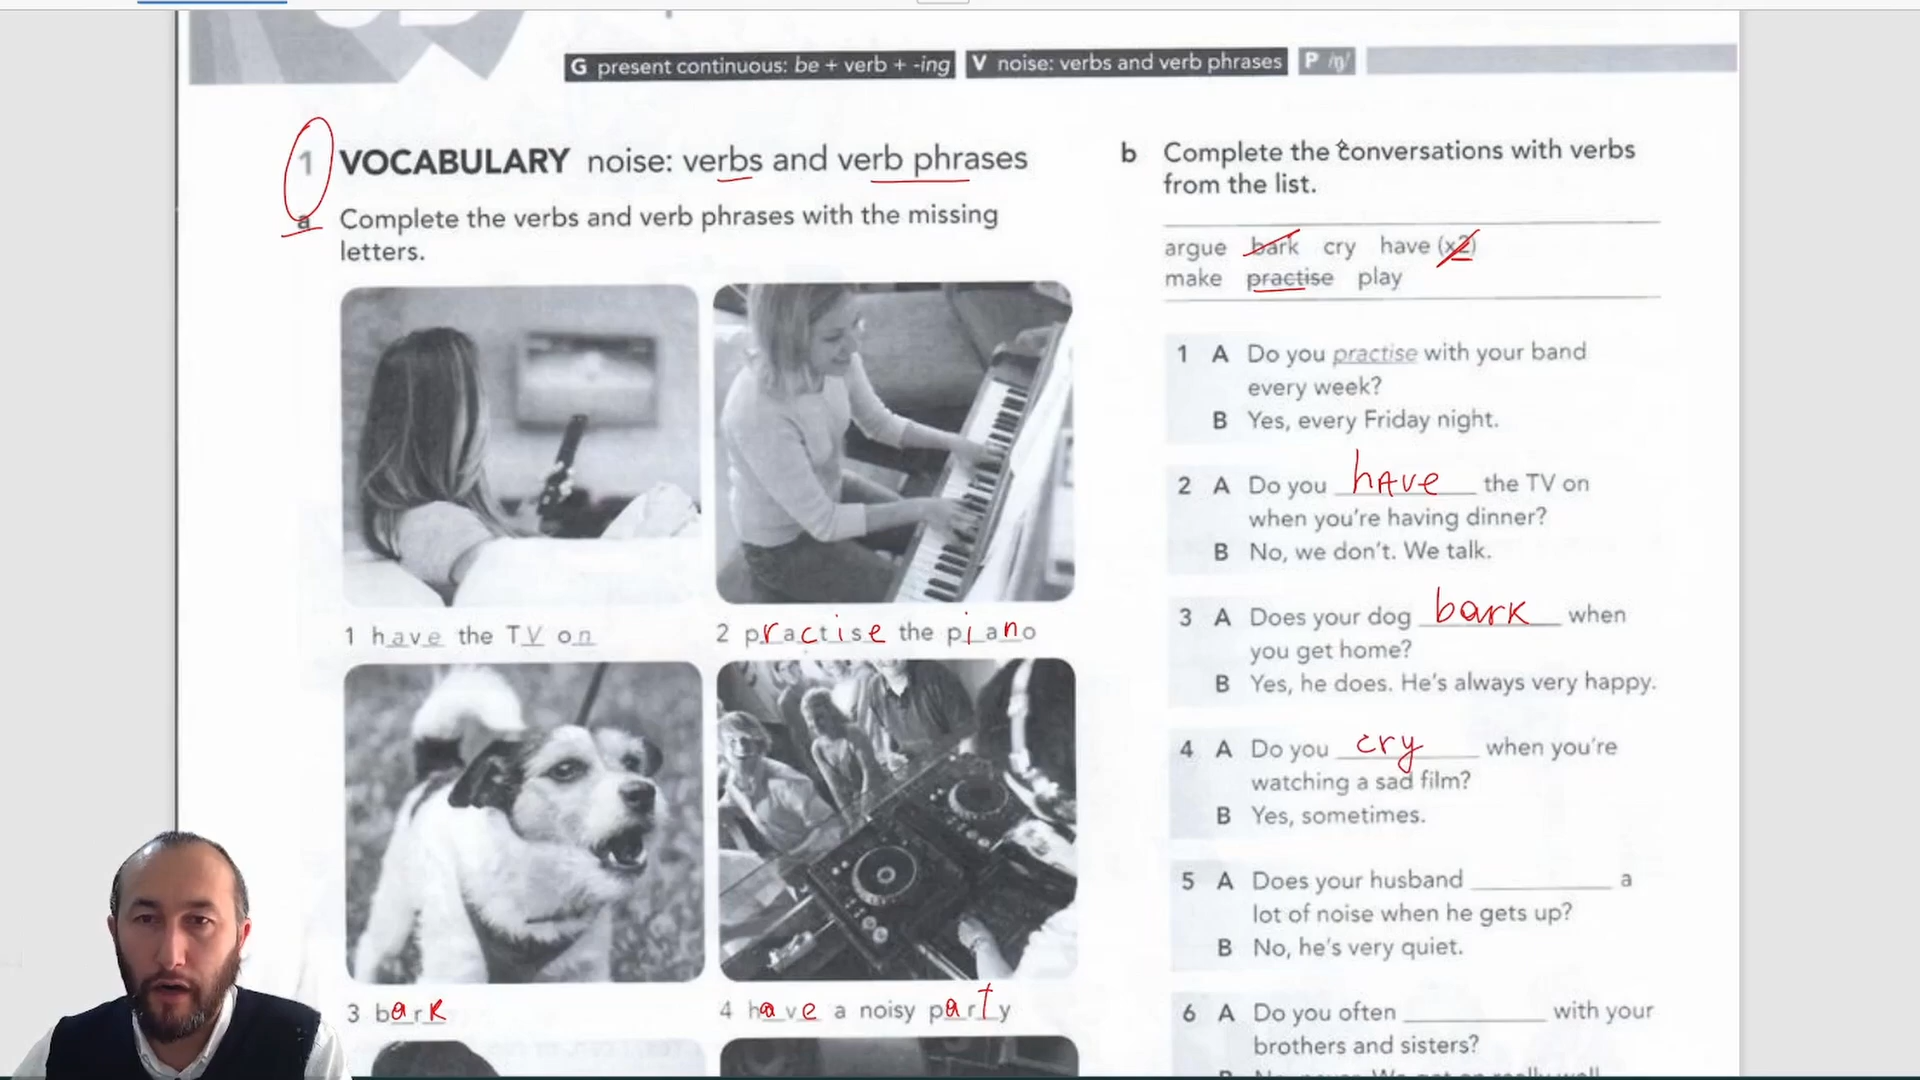 G present continuous: be + verb + -ing V noise: verbs and verb phrases P /ŋ/
1 VOCABULARY noise: verbs and verb phrases
a Complete the verbs and verb phrases with the missing
letters.
1 have the TV on
2 practise the piano
3 bark
4 have a noisy party
b Complete the conversations with verbs
from the list.
argue bark cry have (x2)
make practise play
1 A Do you practise with your band
every week?
B Yes, every Friday night.
2 A Do you have the TV on
when you're having dinner?
B No, we don't. We talk.
3 A Does your dog bark when
you get home?
B Yes, he does. He's always very happy.
4 A Do you cry when you're
watching a sad film?
B Yes, sometimes.
5 A Does your husband ____________ a
lot of noise when he gets up?
B No, he's very quiet.
6 A Do you often ____________ with your
brothers and sisters?